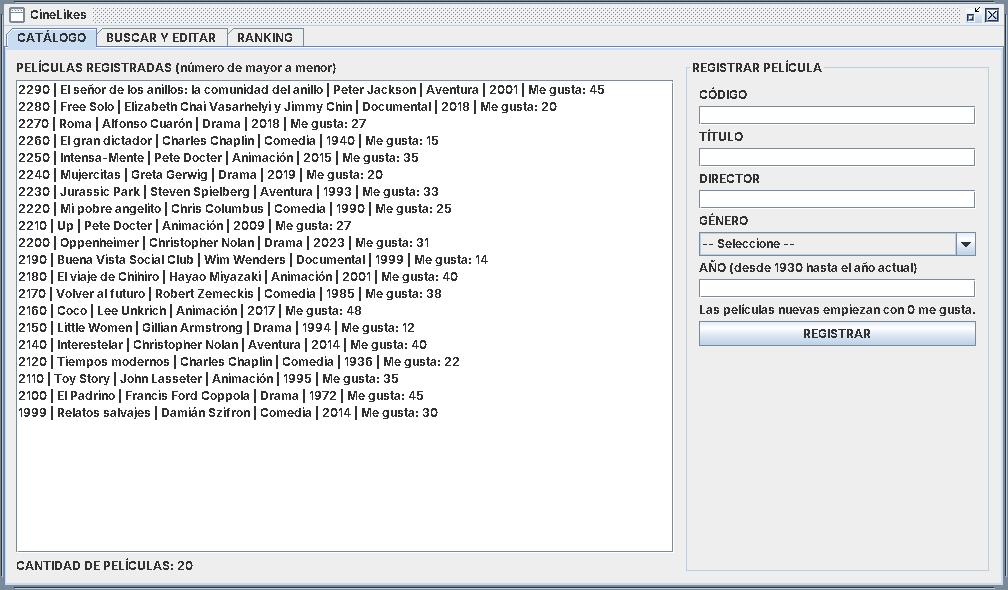 CineLikes
CATÁLOGO
BUSCAR Y EDITAR
RANKING
PELÍCULAS REGISTRADAS (número de mayor a menor)
2290 | El señor de los anillos: la comunidad del anillo | Peter Jackson | Aventura | 2001 | Me gusta: 45
2280 | Free Solo | Elizabeth Chai Vasarhelyi y Jimmy Chin | Documental | 2018 | Me gusta: 20
2270 | Roma | Alfonso Cuarón | Drama | 2018 | Me gusta: 27
2260 | El gran dictador | Charles Chaplin | Comedia | 1940 | Me gusta: 15
2250 | Intensa-Mente | Pete Docter | Animación | 2015 | Me gusta: 35
2240 | Mujercitas | Greta Gerwig | Drama | 2019 | Me gusta: 20
2230 | Jurassic Park | Steven Spielberg | Aventura | 1993 | Me gusta: 33
2220 | Mi pobre angelito | Chris Columbus | Comedia | 1990 | Me gusta: 25
2210 | Up | Pete Docter | Animación | 2009 | Me gusta: 27
2200 | Oppenheimer | Christopher Nolan | Drama | 2023 | Me gusta: 31
2190 | Buena Vista Social Club | Wim Wenders | Documental | 1999 | Me gusta: 14
2180 | El viaje de Chihiro | Hayao Miyazaki | Animación | 2001 | Me gusta: 40
2170 | Volver al futuro | Robert Zemeckis | Comedia | 1985 | Me gusta: 38
2160 | Coco | Lee Unkrich | Animación | 2017 | Me gusta: 48
2150 | Little Women | Gillian Armstrong | Drama | 1994 | Me gusta: 12
2140 | Interestelar | Christopher Nolan | Aventura | 2014 | Me gusta: 40
2120 | Tiempos modernos | Charles Chaplin | Comedia | 1936 | Me gusta: 22
2110 | Toy Story | John Lasseter | Animación | 1995 | Me gusta: 35
2100 | El Padrino | Francis Ford Coppola | Drama | 1972 | Me gusta: 45
1999 | Relatos salvajes | Damián Szifron | Comedia | 2014 | Me gusta: 30
CANTIDAD DE PELÍCULAS: 20
REGISTRAR PELÍCULA
CÓDIGO
TÍTULO
DIRECTOR
GÉNERO
-- Seleccione --
AÑO (desde 1930 hasta el año actual)
Las películas nuevas empiezan con 0 me gusta.
REGISTRAR